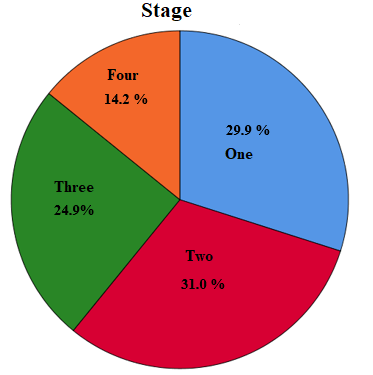 Stage
Four
14.2 %
29.9 %
One
Three
24.9%
Two
31.0 %